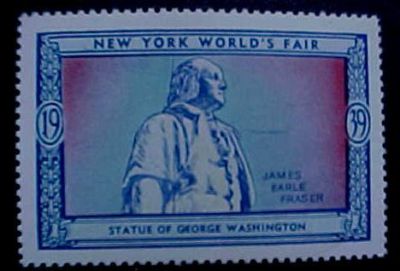 NEW YORK WORLD'S FAIR
19 39
JAMES
EARLE
FRASER
STATUE OF GEORGE WASHINGTON